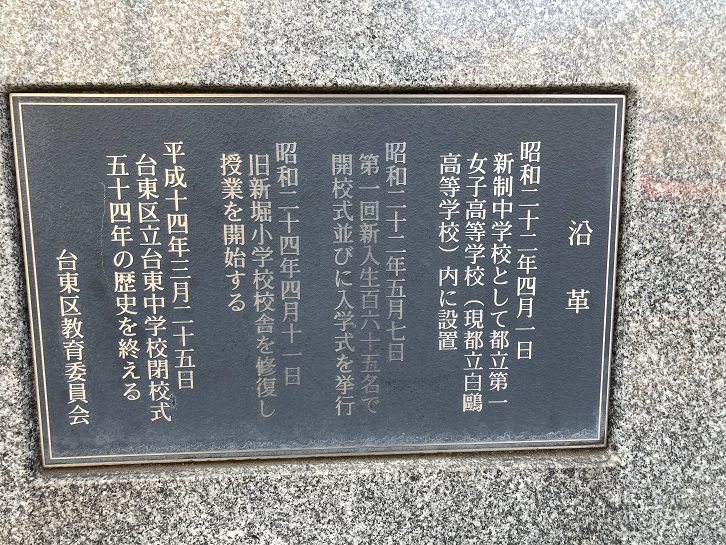 沿革
昭和二十二年四月一日
新制中学校として都立第一
女子高等学校（現都立白鷗
高等学校）内に設置
昭和二十二年五月七日
第一回新入生百六十五名で
開校式並びに入学式を挙行
昭和二十四年四月十一日
旧新堀小学校校舎を修復し
授業を開始する
平成十四年三月二十五日
台東区立台東中学校閉校式
五十四年の歴史を終える
台東区教育委員会